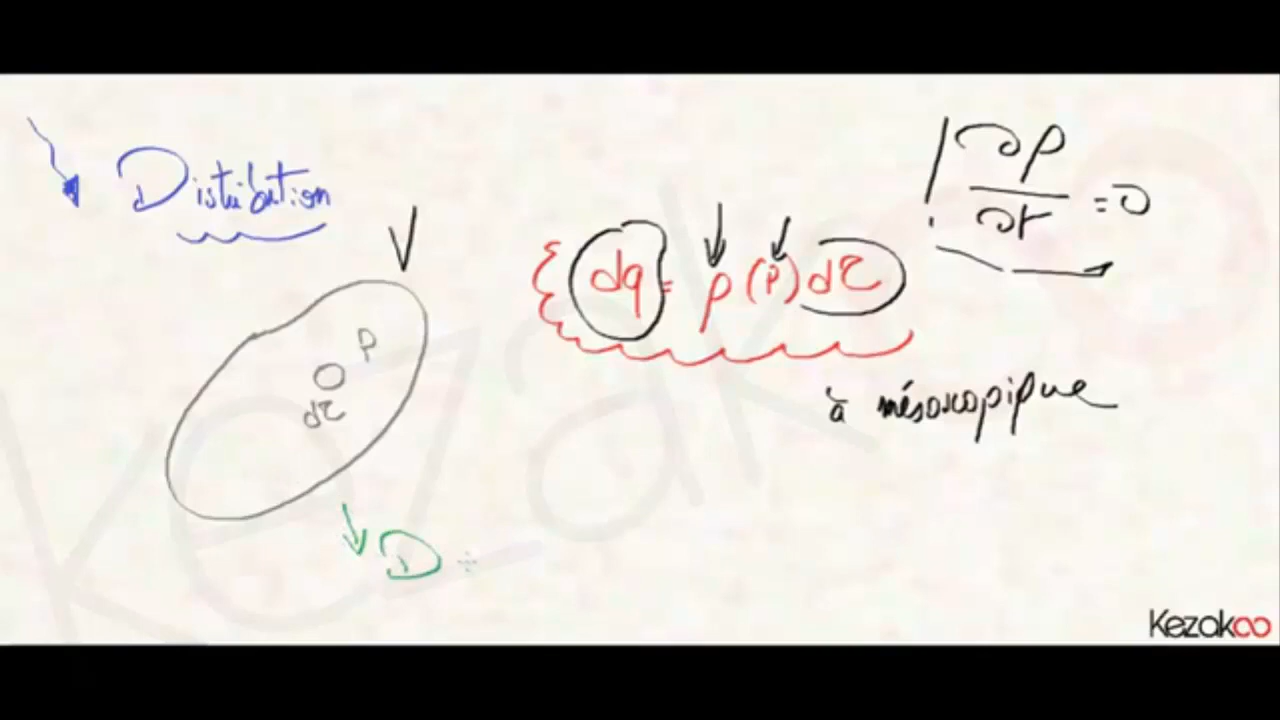 Distribution
V
dq = ρ(P) dτ
∂ρ/∂t = 0
P
dτ
à mésoscopique
D
Kezakoo